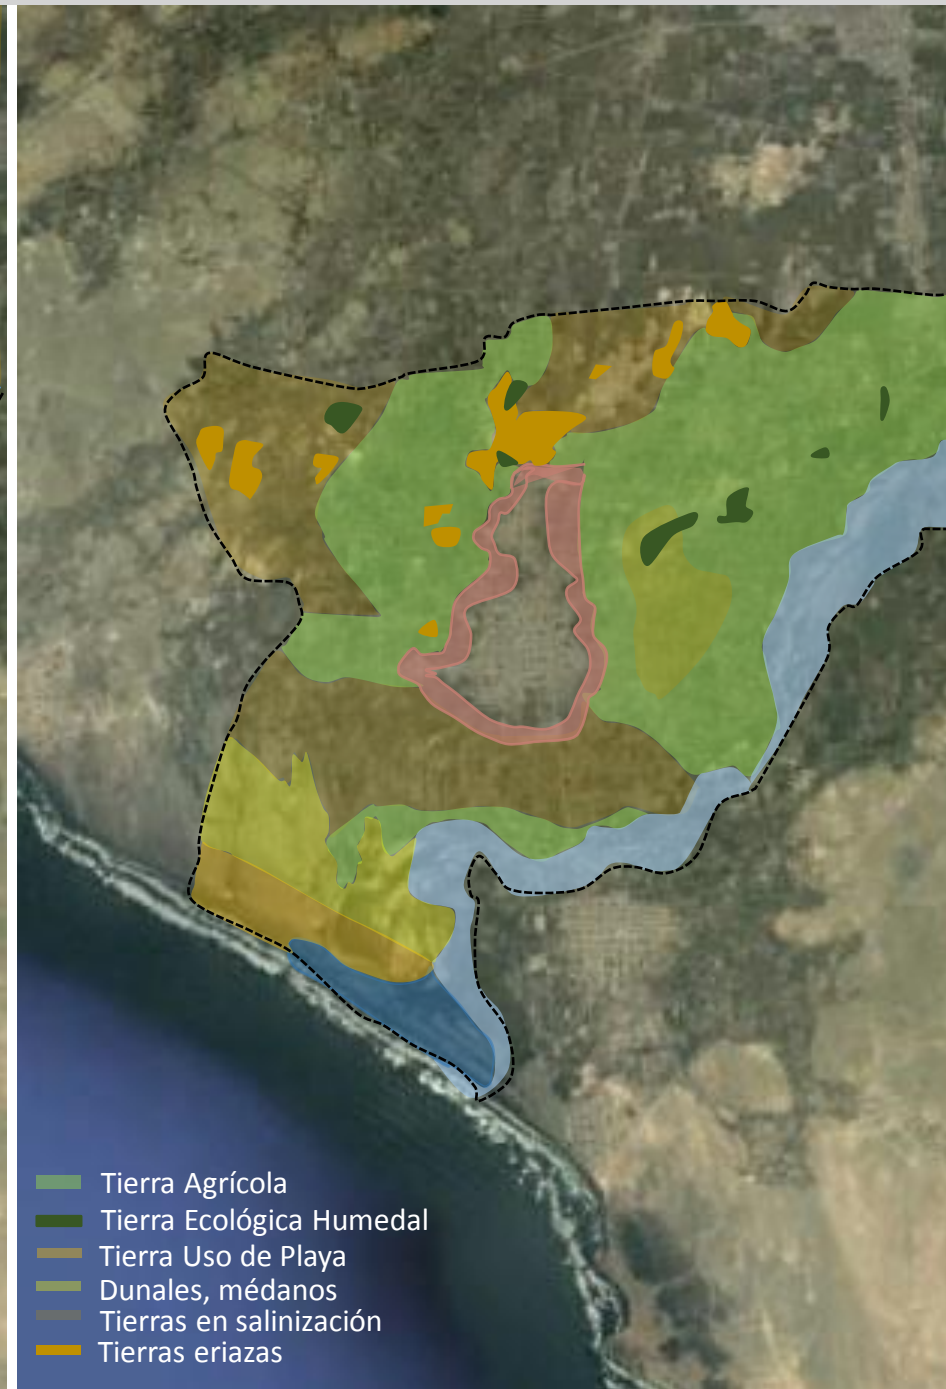 Tierra Agrícola
Tierra Ecológica Humedal
Tierra Uso de Playa
Dunales, médanos
Tierras en salinización
Tierras eriazas